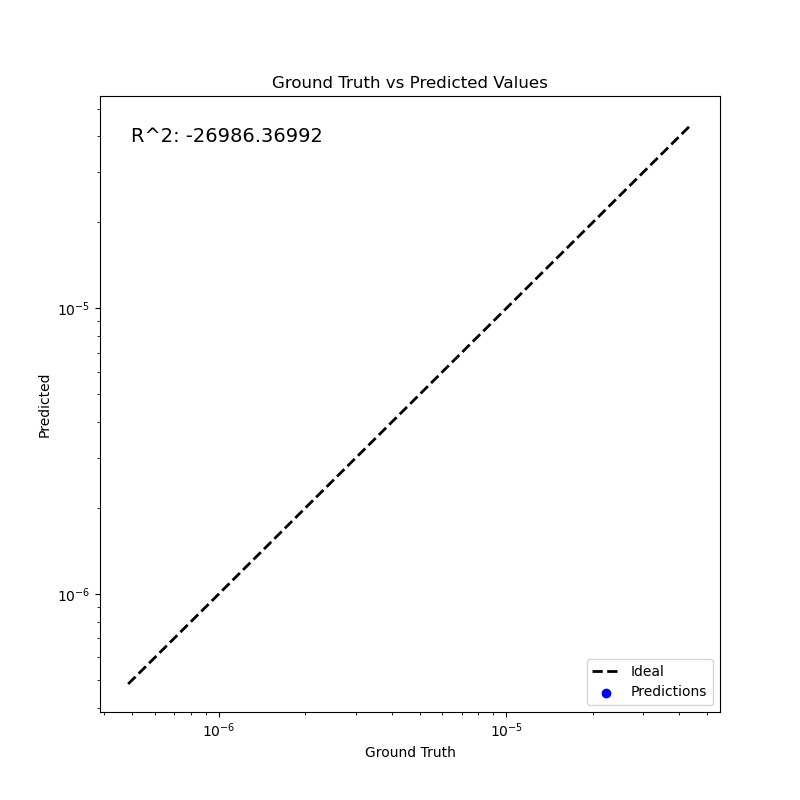 Ground Truth vs Predicted Values
R^2: -26986.36992
Predicted
10⁻⁵
10⁻⁶
10⁻⁶
10⁻⁵
Ground Truth
Ideal
Predictions